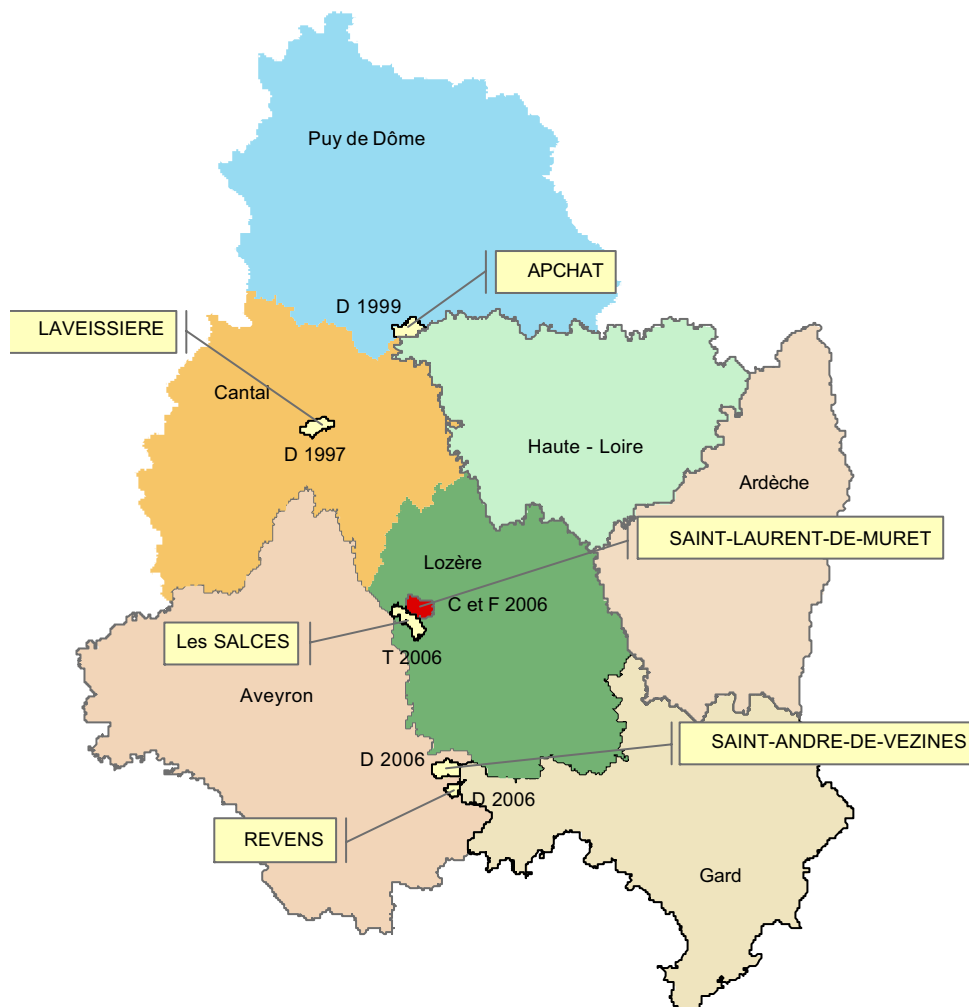 Puy de Dôme
APCHAT
D 1999
LAVEISSIERE
Cantal
Haute - Loire
D 1997
Ardèche
SAINT-LAURENT-DE-MURET
Lozère
C et F 2006
Les SALCES
T 2006
Aveyron
SAINT-ANDRE-DE-VEZINES
D 2006
D 2006
REVENS
Gard